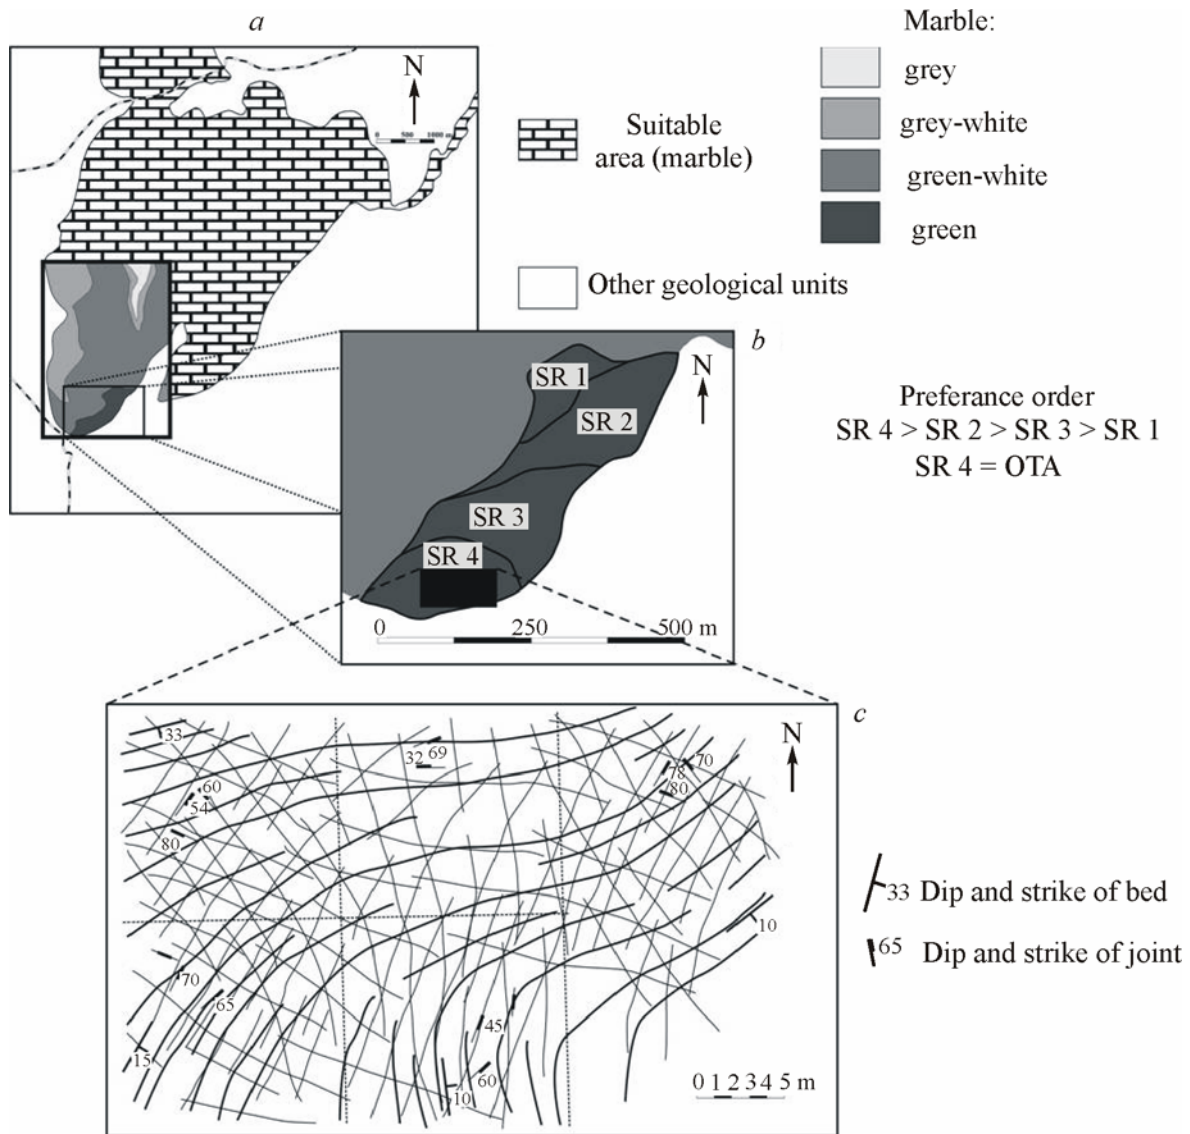 a
N
0 500 1000 m
Suitable
area (marble)
Other geological units
Marble:
grey
grey-white
green-white
green
b
N
SR 1
SR 2
SR 3
SR 4
0 250 500 m
Preferance order
SR 4 > SR 2 > SR 3 > SR 1
SR 4 = OTA
c
N
33
32 69
70
78
80
60
54
80
10
70
65
45
15
60
10
0 1 2 3 4 5 m
33 Dip and strike of bed
65 Dip and strike of joint